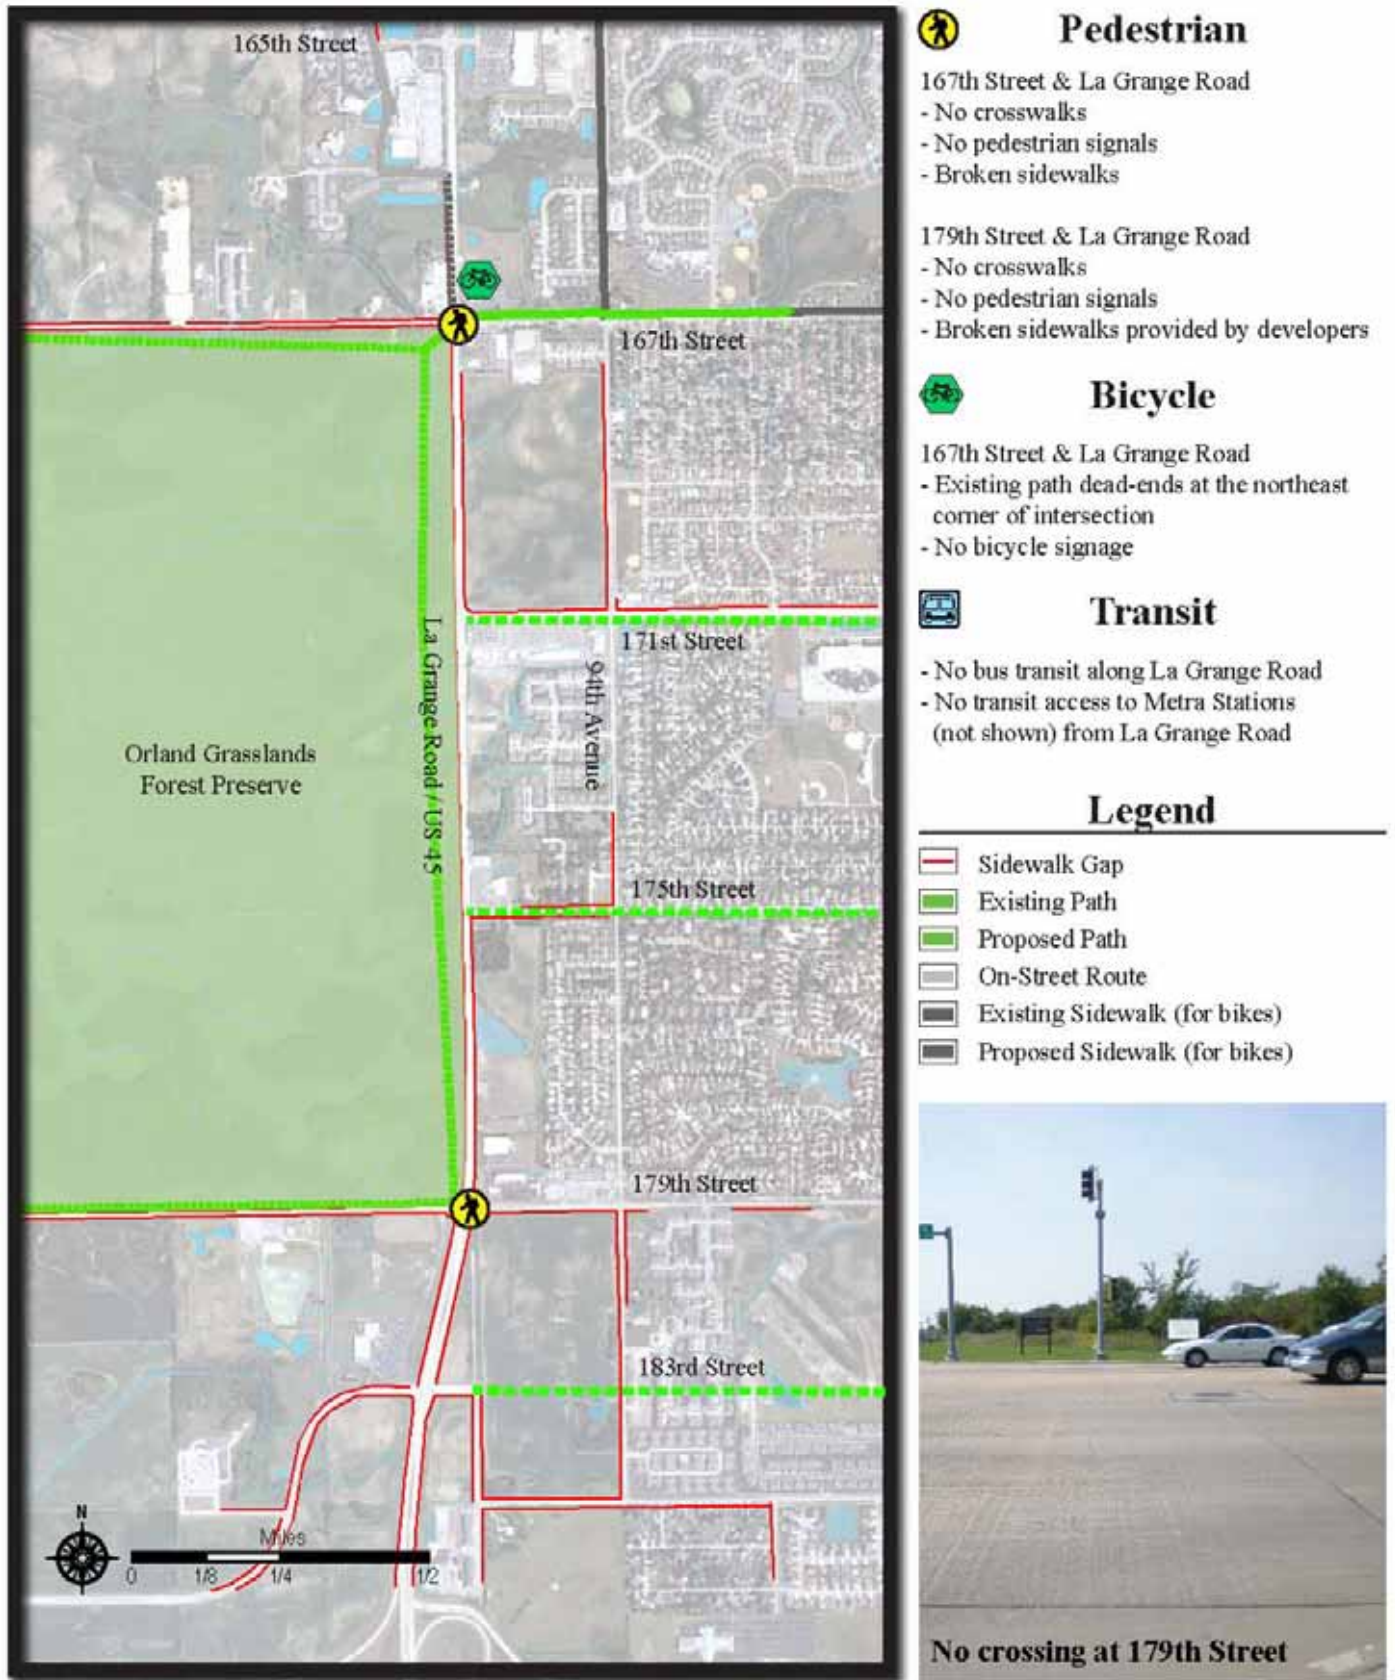 165th Street
167th Street
171st Street
94th Avenue
La Grange Road / US 45
Orland Grasslands
Forest Preserve
175th Street
179th Street
183rd Street
N
Miles
0 1/8 1/4 1/2
Pedestrian
167th Street & La Grange Road
- No crosswalks
- No pedestrian signals
- Broken sidewalks
179th Street & La Grange Road
- No crosswalks
- No pedestrian signals
- Broken sidewalks provided by developers
Bicycle
167th Street & La Grange Road
- Existing path dead-ends at the northeast
corner of intersection
- No bicycle signage
Transit
- No bus transit along La Grange Road
- No transit access to Metra Stations
(not shown) from La Grange Road
Legend
Sidewalk Gap
Existing Path
Proposed Path
On-Street Route
Existing Sidewalk (for bikes)
Proposed Sidewalk (for bikes)
No crossing at 179th Street